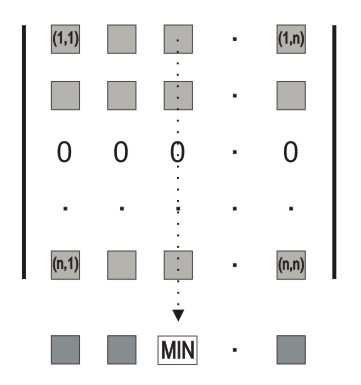 (1,1) · (1,n)
0 0 0 · 0
· · · · ·
(n,1) · (n,n)
MIN ·